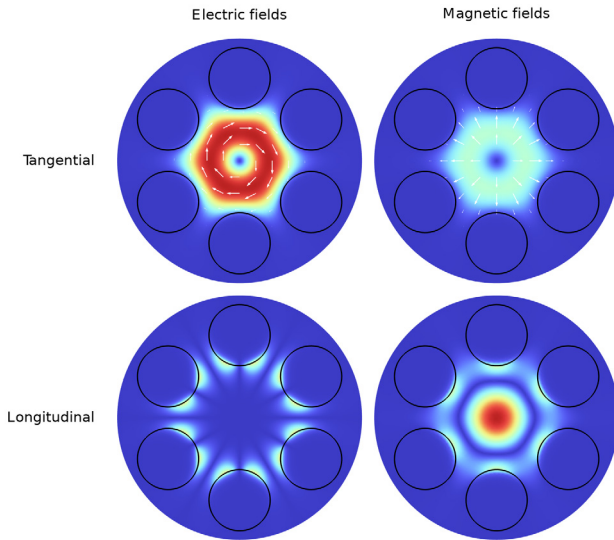 Electric fields
Magnetic fields
Tangential
Longitudinal